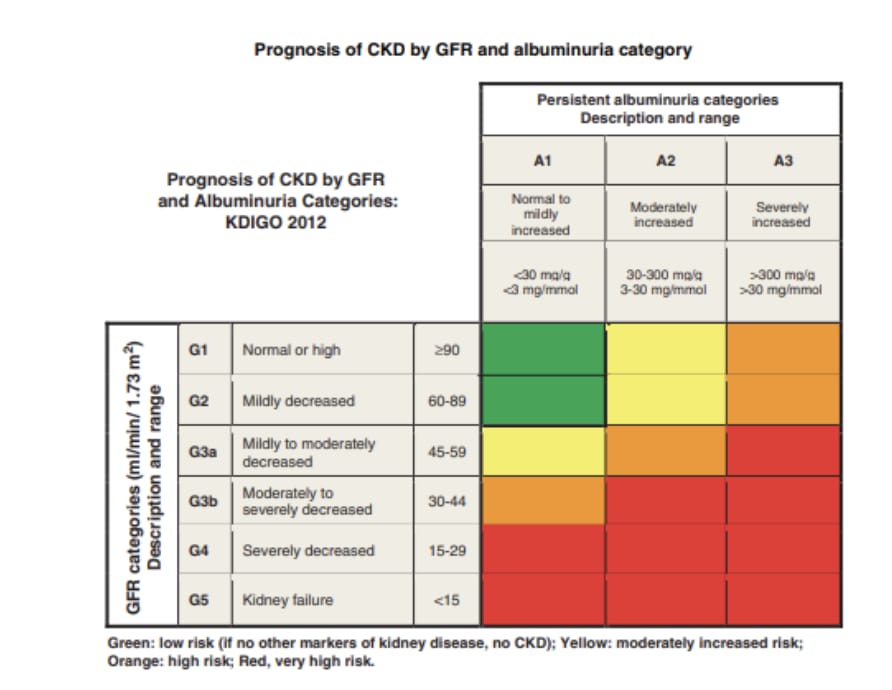 Prognosis of CKD by GFR and albuminuria category
Persistent albuminuria categories
Description and range
Prognosis of CKD by GFR
and Albuminuria Categories:
KDIGO 2012
A1 A2 A3
Normal to
mildly
increased
Moderately
increased
Severely
increased
<30 mg/g
<3 mg/mmol
30-300 mg/g
3-30 mg/mmol
>300 mg/g
>30 mg/mmol
GFR categories (ml/min/ 1.73 m²)
Description and range
G1 Normal or high ≥90
G2 Mildly decreased 60-89
G3a Mildly to moderately
decreased 45-59
G3b Moderately to
severely decreased 30-44
G4 Severely decreased 15-29
G5 Kidney failure <15
Green: low risk (if no other markers of kidney disease, no CKD); Yellow: moderately increased risk;
Orange: high risk; Red, very high risk.